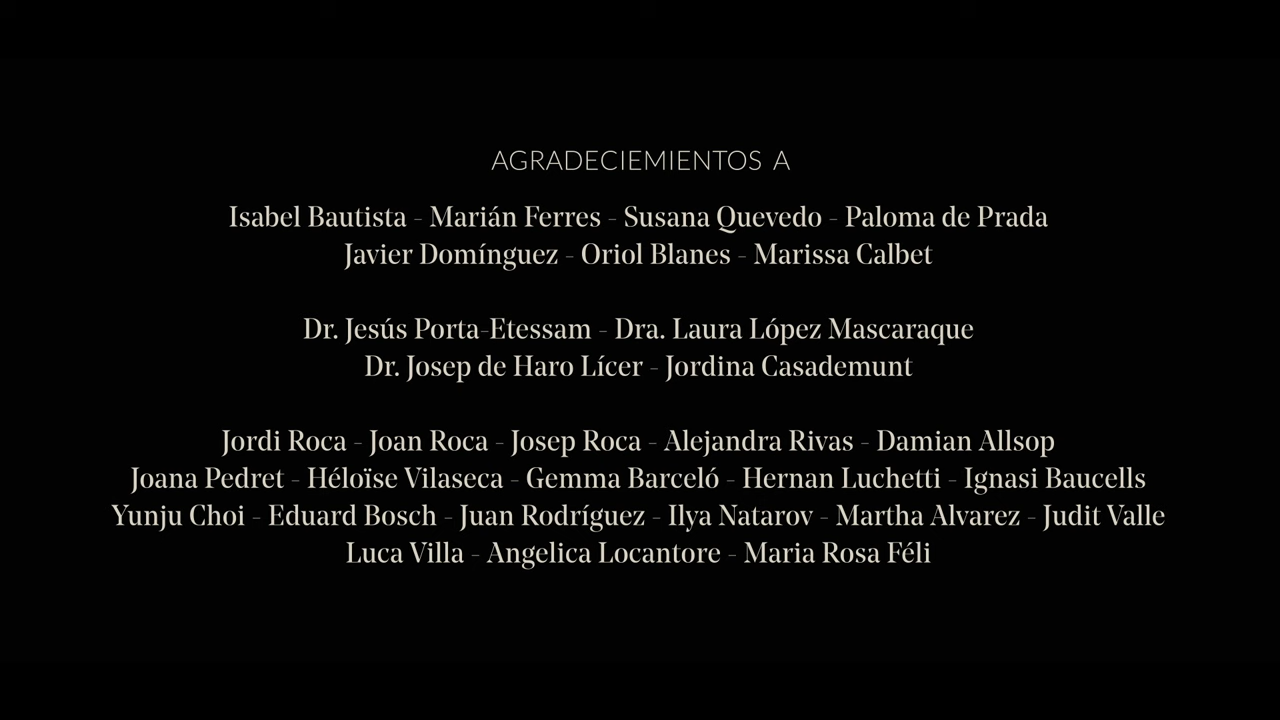 AGRADECIEMIENTOS A
Isabel Bautista - Marián Ferres - Susana Quevedo - Paloma de Prada
Javier Domínguez - Oriol Blanes - Marissa Calbet
Dr. Jesús Porta-Etessam - Dra. Laura López Mascaraque
Dr. Josep de Haro Lícer - Jordina Casademunt
Jordi Roca - Joan Roca - Josep Roca - Alejandra Rivas - Damian Allsop
Joana Pedret - Héloïse Vilaseca - Gemma Barceló - Hernan Luchetti - Ignasi Baucells
Yunju Choi - Eduard Bosch - Juan Rodríguez - Ilya Natarov - Martha Alvarez - Judit Valle
Luca Villa - Angelica Locantore - Maria Rosa Féli